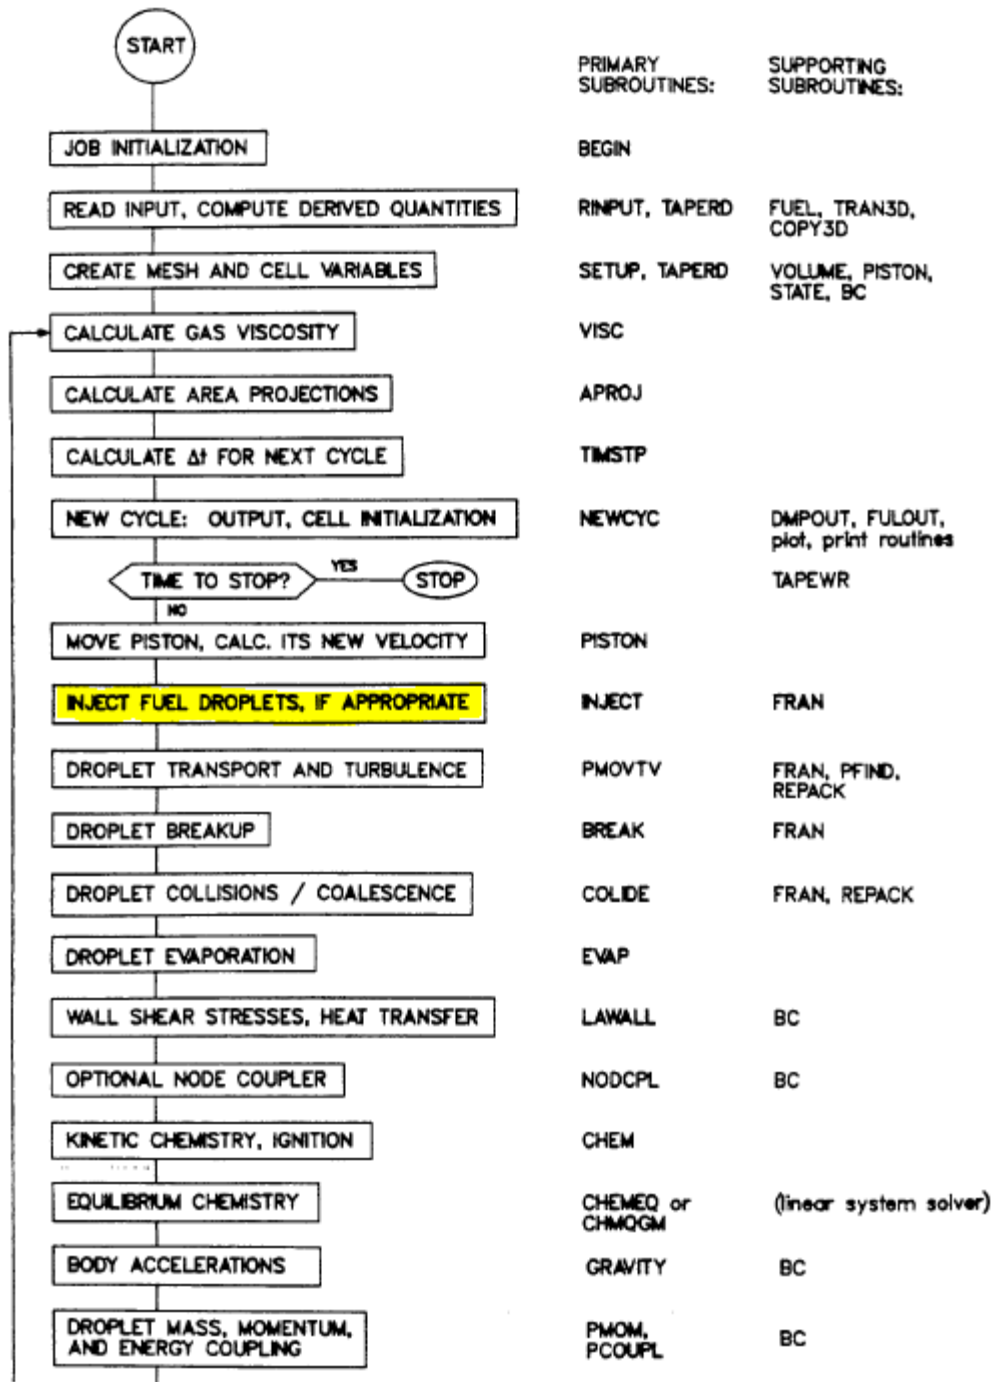 START
PRIMARY SUPPORTING
SUBROUTINES: SUBROUTINES:
JOB INITIALIZATION BEGIN
READ INPUT, COMPUTE DERIVED QUANTITIES RINPUT, TAPERD FUEL, TRAN3D,
COPY3D
CREATE MESH AND CELL VARIABLES SETUP, TAPERD VOLUME, PISTON,
STATE, BC
CALCULATE GAS VISCOSITY VISC
CALCULATE AREA PROJECTIONS APROJ
CALCULATE Δt FOR NEXT CYCLE TIMSTP
NEW CYCLE: OUTPUT, CELL INITIALIZATION NEWCYC DMPOUT, FULOUT,
plot, print routines
TIME TO STOP? YES STOP TAPEWR
NO
MOVE PISTON, CALC. ITS NEW VELOCITY PISTON
INJECT FUEL DROPLETS, IF APPROPRIATE INJECT FRAN
DROPLET TRANSPORT AND TURBULENCE PMOVTV FRAN, PFIND,
REPACK
DROPLET BREAKUP BREAK FRAN
DROPLET COLLISIONS / COALESCENCE COLIDE FRAN, REPACK
DROPLET EVAPORATION EVAP
WALL SHEAR STRESSES, HEAT TRANSFER LAWALL BC
OPTIONAL NODE COUPLER NODCPL BC
KINETIC CHEMISTRY, IGNITION CHEM
EQUILIBRIUM CHEMISTRY CHEMEQ or (linear system solver)
CHMQGM
BODY ACCELERATIONS GRAVITY BC
DROPLET MASS, MOMENTUM, PMOM, BC
AND ENERGY COUPLING PCOUPL